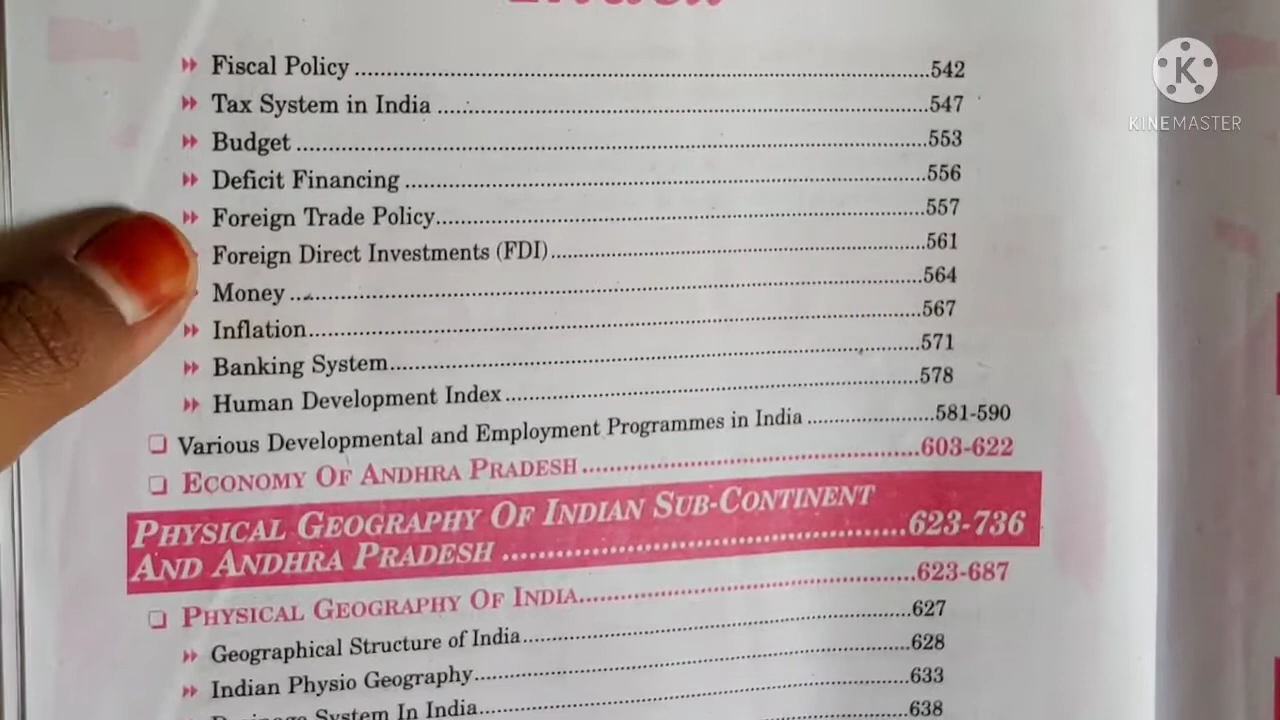 Fiscal Policy ........ 542
Tax System in India ........ 547
Budget ........ 553
Deficit Financing ........ 556
Foreign Trade Policy ........ 557
Foreign Direct Investments (FDI) ........ 561
Money ........ 564
Inflation ........ 567
Banking System ........ 571
Human Development Index ........ 578
Various Developmental and Employment Programmes in India ........ 581-590
ECONOMY OF ANDHRA PRADESH ........ 603-622
PHYSICAL GEOGRAPHY OF INDIAN SUB-CONTINENT
AND ANDHRA PRADESH ........ 623-736
PHYSICAL GEOGRAPHY OF INDIA ........ 623-687
Geographical Structure of India ........ 627
Indian Physio Geography ........ 628
System In India ........ 633
638
K
KINEMASTER